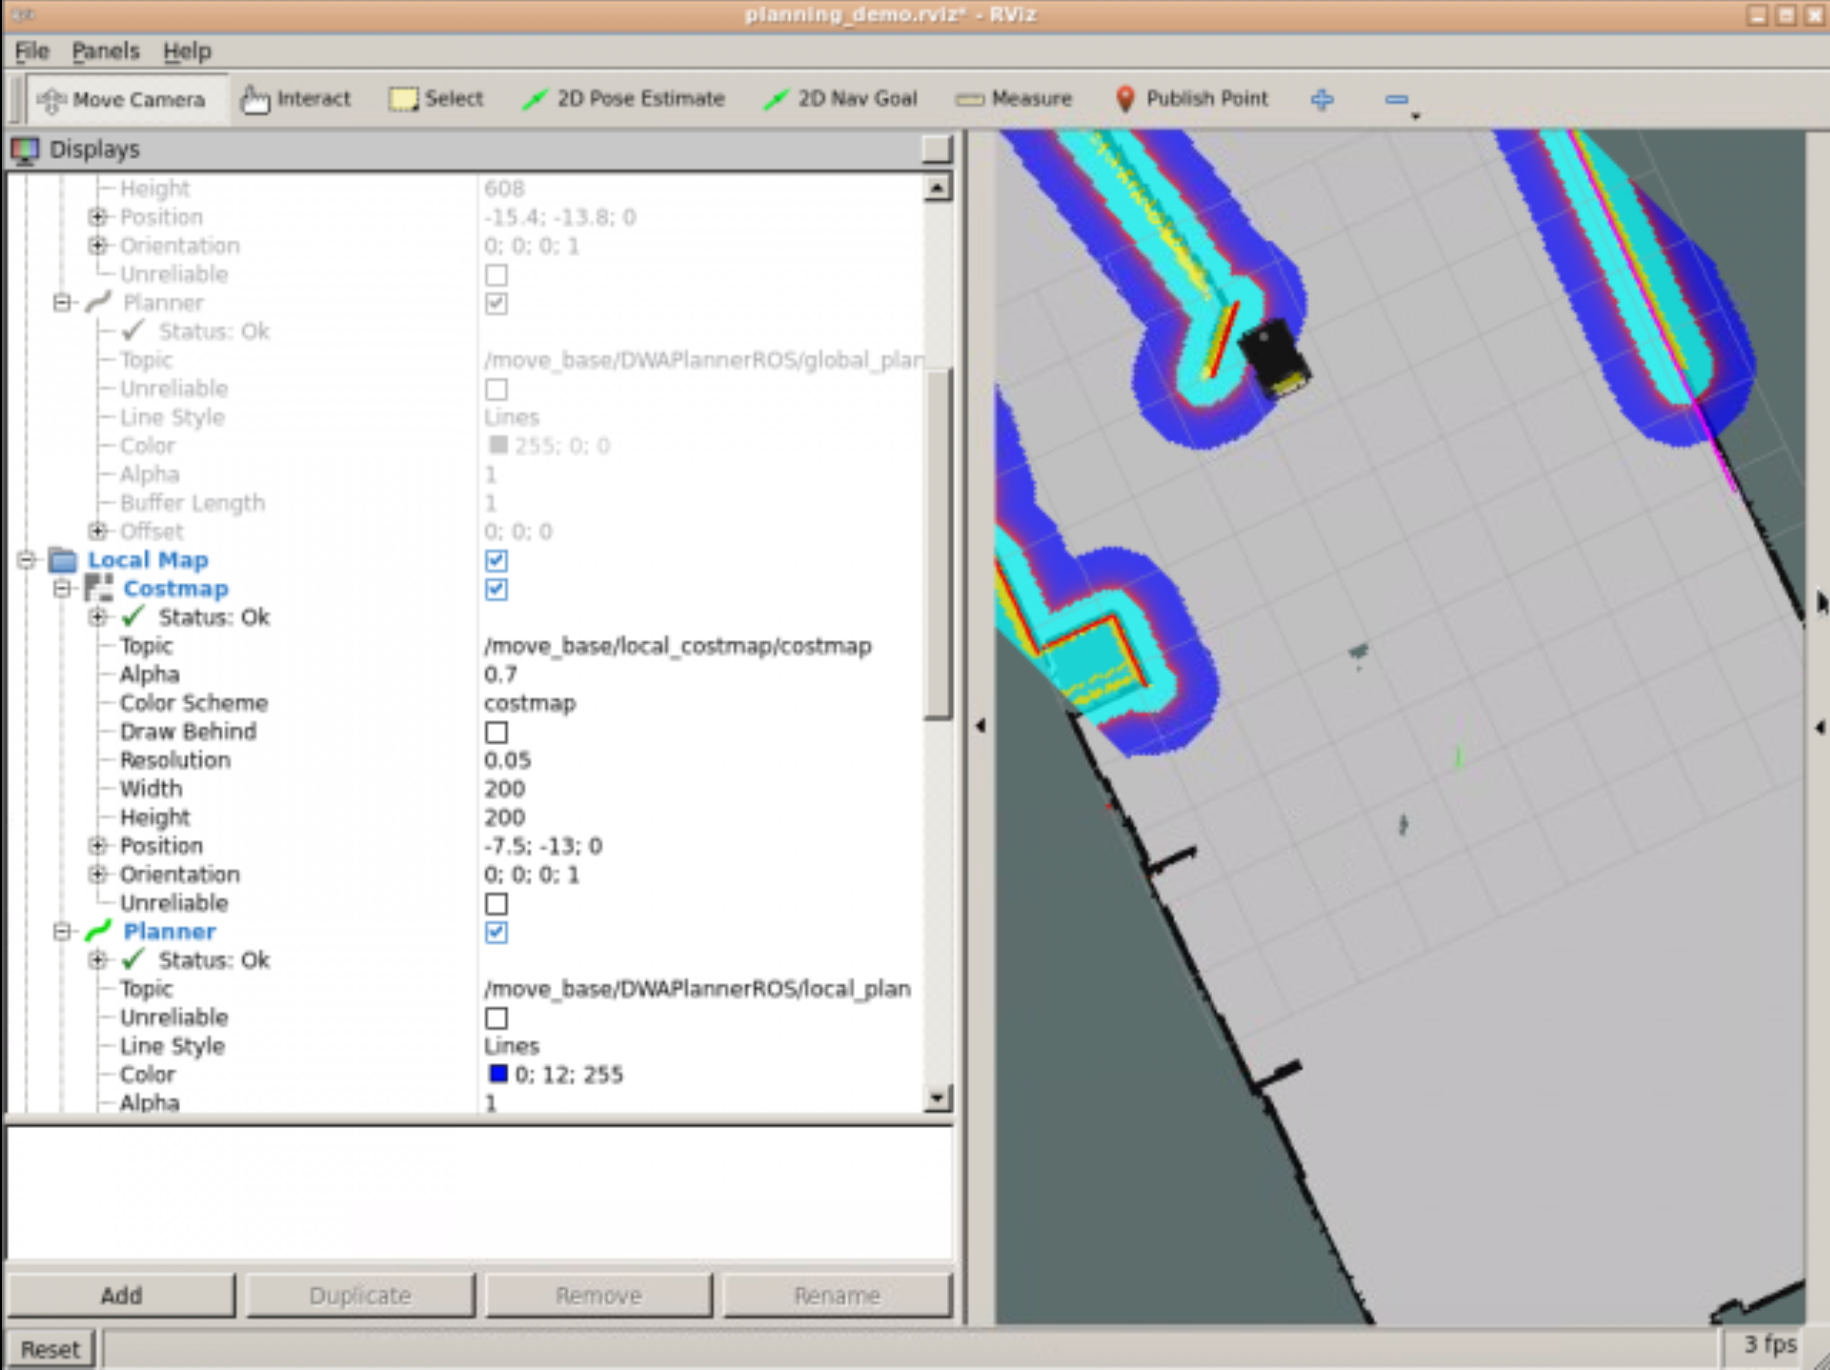 planning_demo.rviz* - RViz
File Panels Help
Move Camera Interact Select 2D Pose Estimate 2D Nav Goal Measure Publish Point
Displays
Height 608
Position -15.4; -13.8; 0
Orientation 0; 0; 0; 1
Unreliable
Planner
Status: Ok
Topic /move_base/DWAPlannerROS/global_plan
Unreliable
Line Style Lines
Color 255; 0; 0
Alpha 1
Buffer Length 1
Offset 0; 0; 0
Local Map
Costmap
Status: Ok
Topic /move_base/local_costmap/costmap
Alpha 0.7
Color Scheme costmap
Draw Behind
Resolution 0.05
Width 200
Height 200
Position -7.5; -13; 0
Orientation 0; 0; 0; 1
Unreliable
Planner
Status: Ok
Topic /move_base/DWAPlannerROS/local_plan
Unreliable
Line Style Lines
Color 0; 12; 255
Alpha 1
Add Duplicate Remove Rename
Reset 3 fps